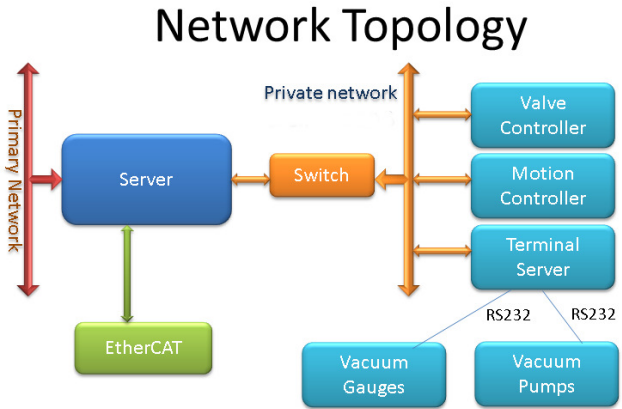 Network Topology
Primary Network
Private network
Server
Switch
Valve
Controller
Motion
Controller
Terminal
Server
EtherCAT
RS232
RS232
Vacuum
Gauges
Vacuum
Pumps